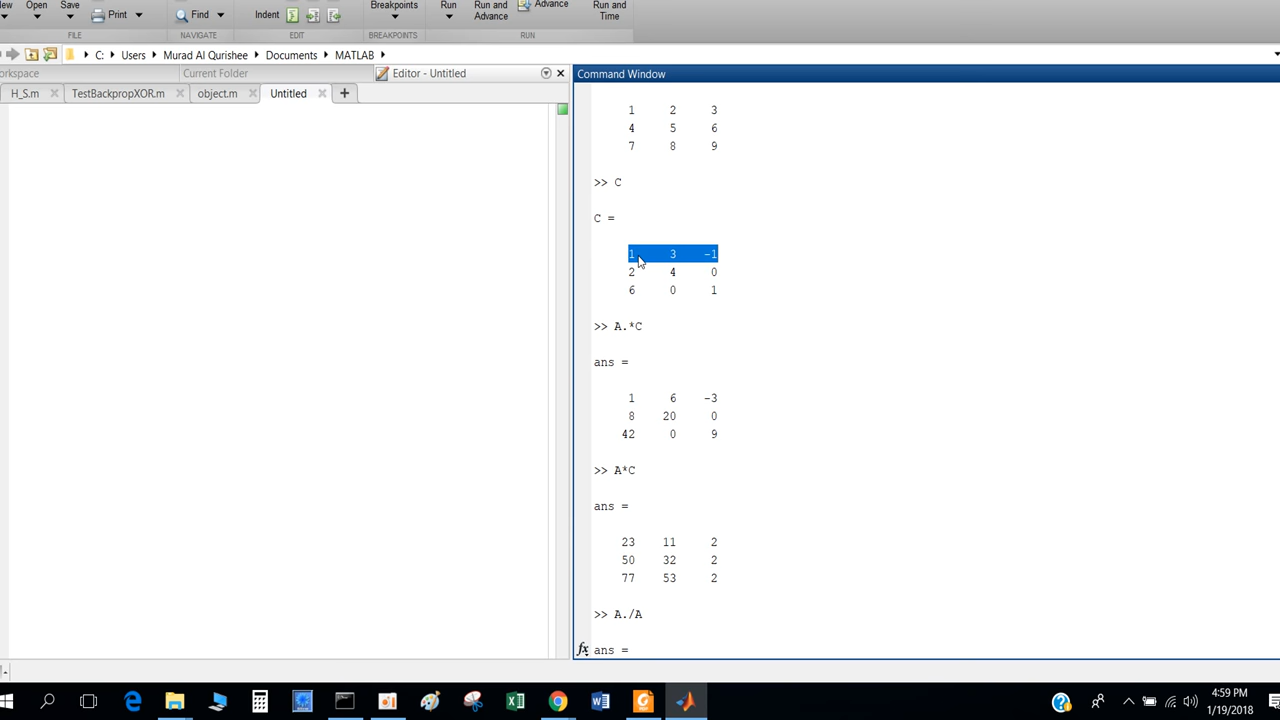 New Open Save Print Find Indent Breakpoints Run Run and Advance Advance Run and Time
FILE NAVIGATE EDIT BREAKPOINTS RUN
C: Users Murad Al Qurishee Documents MATLAB
Current Folder Editor - Untitled Command Window
H_S.m TestBackpropXOR.m object.m Untitled
1 2 3
4 5 6
7 8 9
>> C
C =
1 3 -1
2 4 0
6 0 1
>> A.*C
ans =
1 6 -3
8 20 0
42 0 9
>> A*C
ans =
23 11 2
50 32 2
77 53 2
>> A./A
fx ans =
4:59 PM
1/19/2018